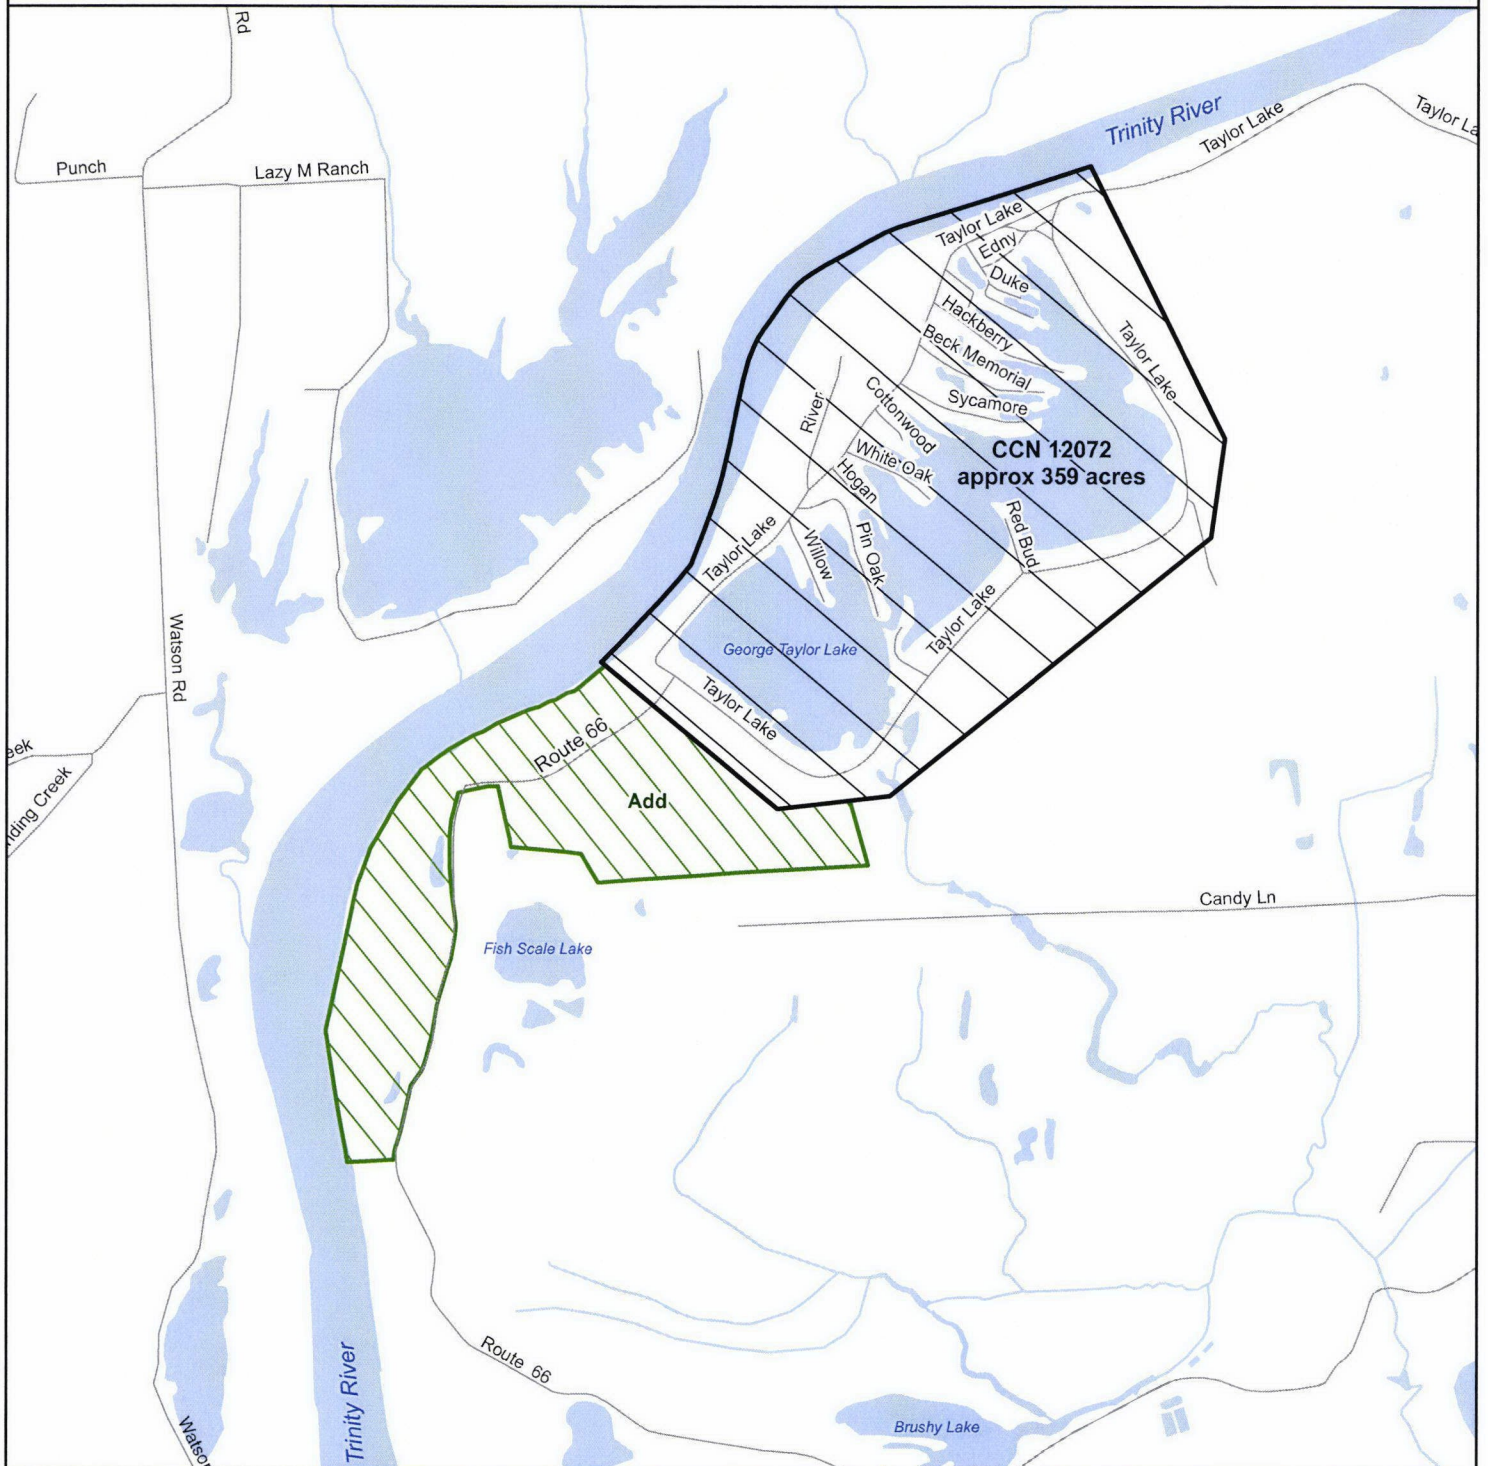 Rd
Trinity River
Taylor Lake
Taylor La
Punch
Lazy M Ranch
Taylor Lake
Edny
Duke
Hackberry
Beck Memorial
Taylor Lake
Sycamore
Cottonwood
River
White Oak
Hogan
CCN 12072
approx 359 acres
Red Bud
Pin Oak
Willow
Taylor Lake
Taylor Lake
George Taylor Lake
Taylor Lake
Watson Rd
Route 66
eek
nding Creek
Add
Candy Ln
Fish Scale Lake
Route 66
Trinity River
Brushy Lake
Watso